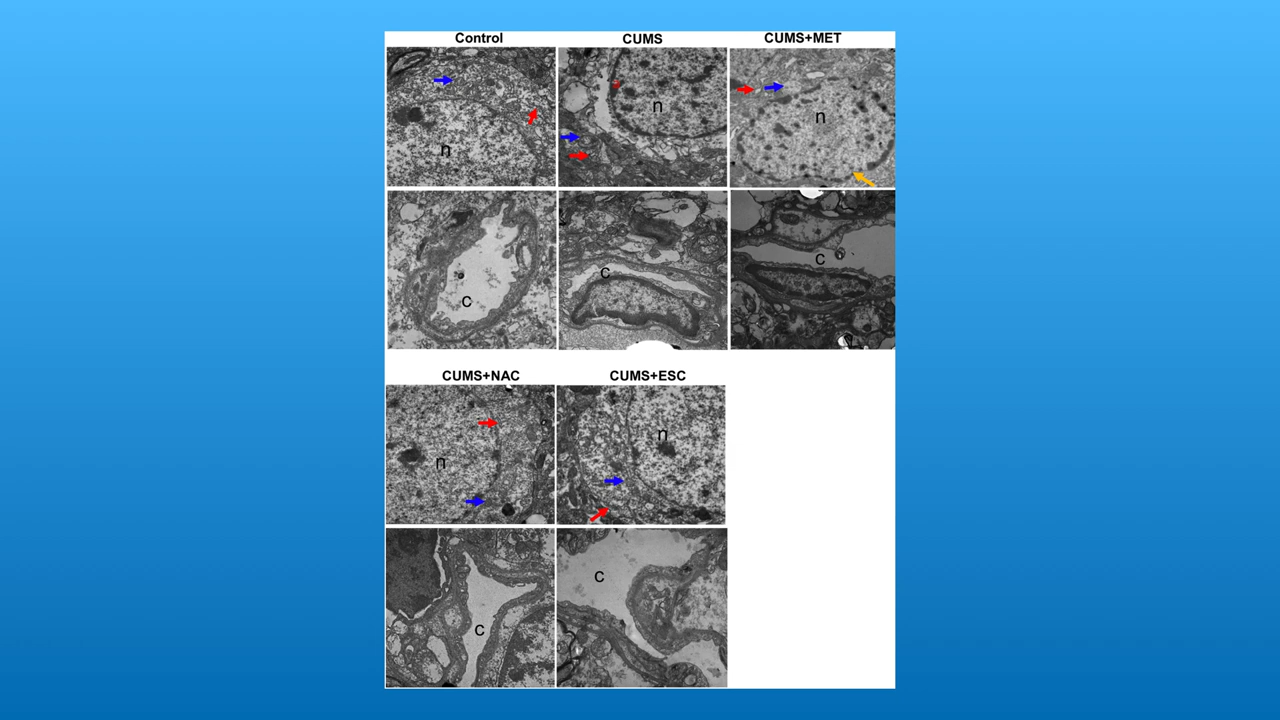 Control CUMS CUMS+MET
n n n
c c c
CUMS+NAC CUMS+ESC
n n
c c